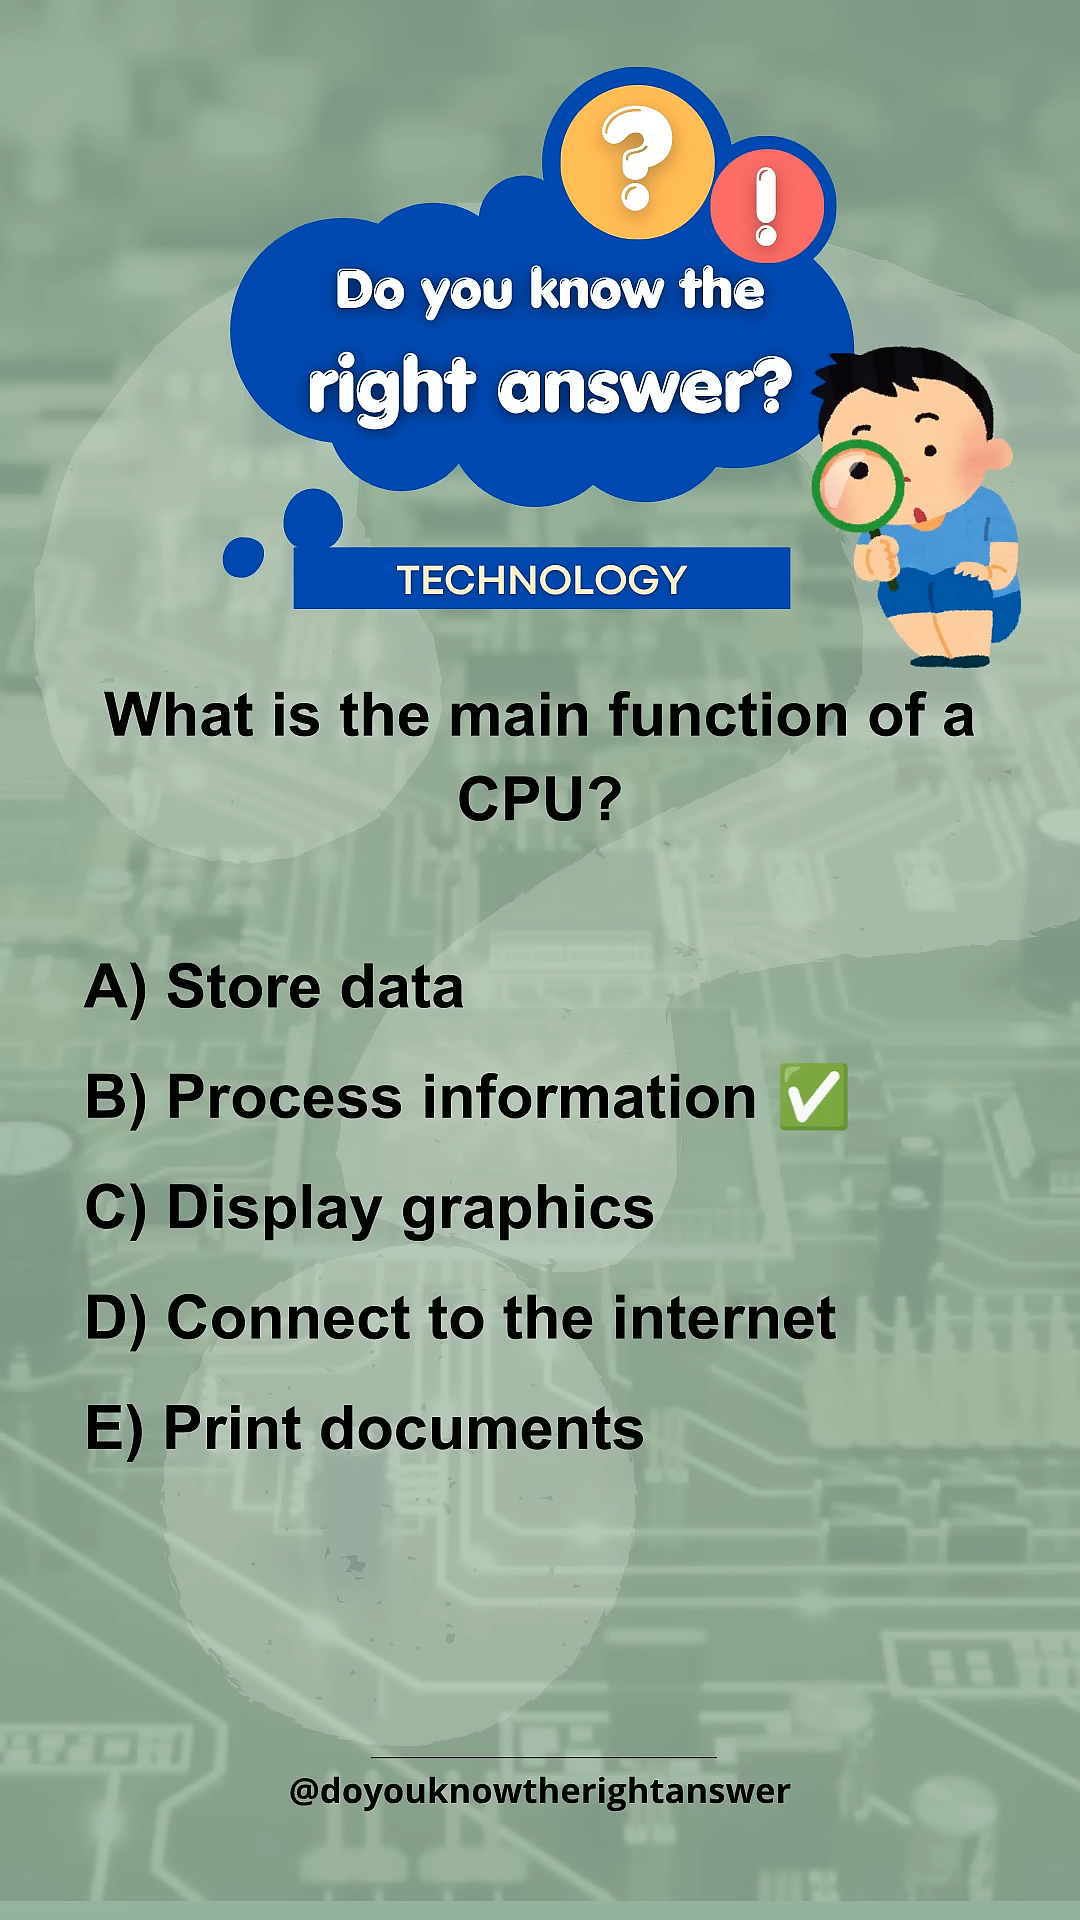 ? !
Do you know the
right answer?
TECHNOLOGY
What is the main function of a
CPU?
A) Store data
B) Process information ✅
C) Display graphics
D) Connect to the internet
E) Print documents
@doyouknowtherightanswer